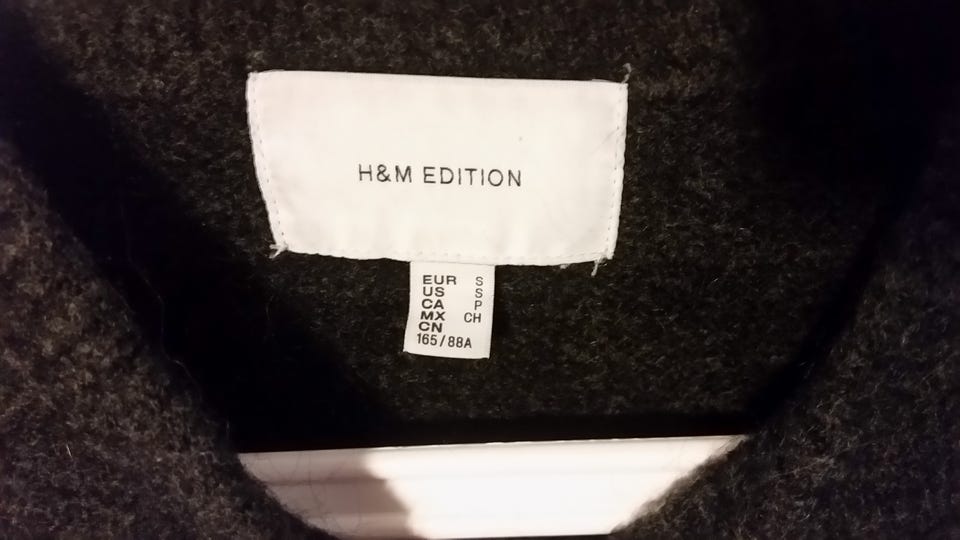 H&M EDITION
EUR S
US S
CA P
MX CH
CN
165/88A